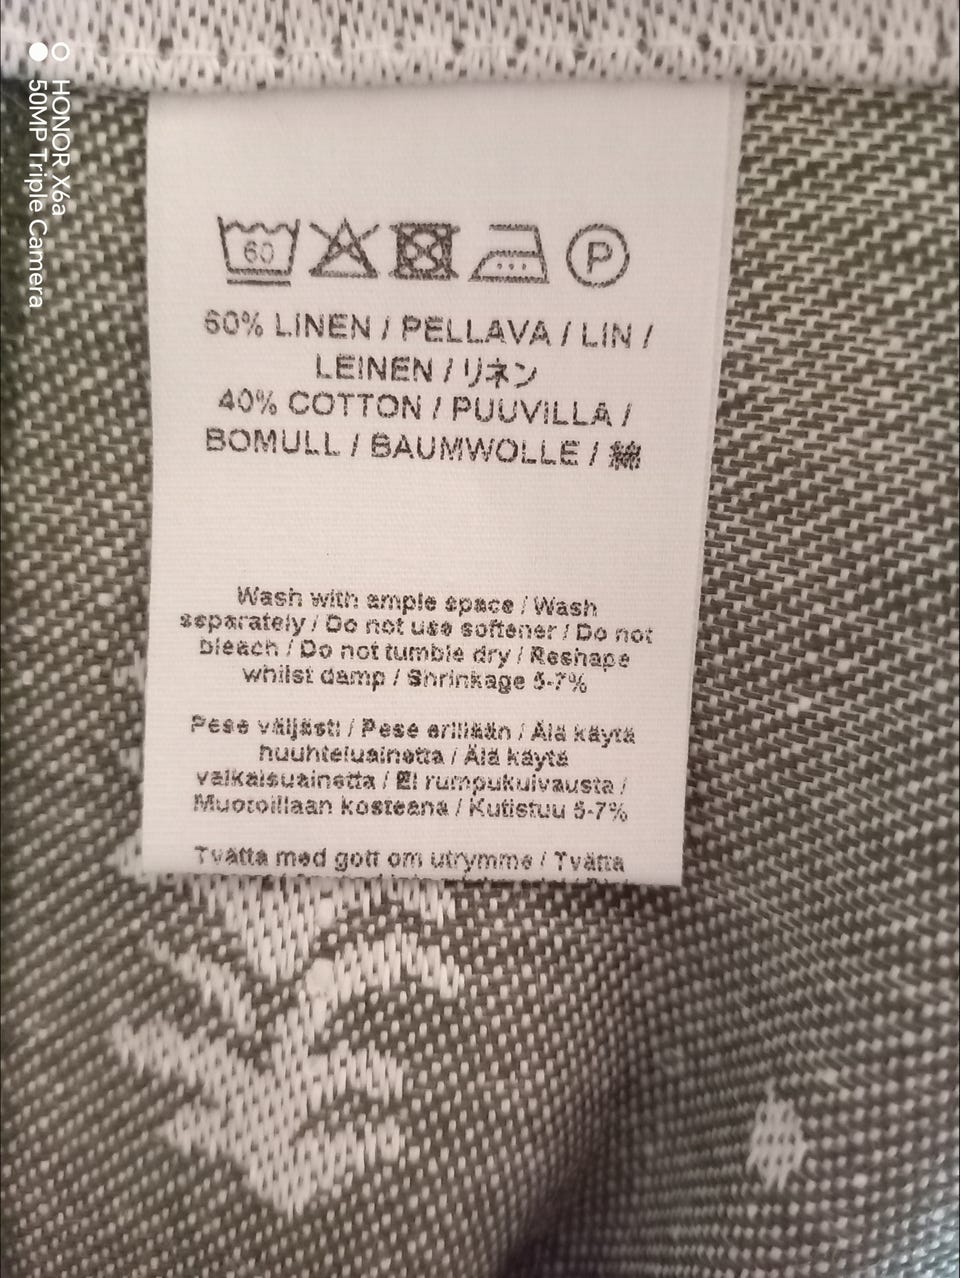 HONOR X6a
50MP Triple Camera
60
P
60% LINEN / PELLAVA / LIN /
LEINEN / リネン
40% COTTON / PUUVILLA /
BOMULL / BAUMWOLLE / 綿
Wash with ample space / Wash
separately / Do not use softener / Do not
bleach / Do not tumble dry / Reshape
whilst damp / Shrinkage 5-7%
Pese väljästi / Pese erillään / Älä käytä
huuhteluainetta / Älä käytä
valkaisuainetta / Ei rumpukuivausta /
Muotoillaan kosteana / Kutistuu 5-7%
Tvätta med gott om utrymme / Tvätta